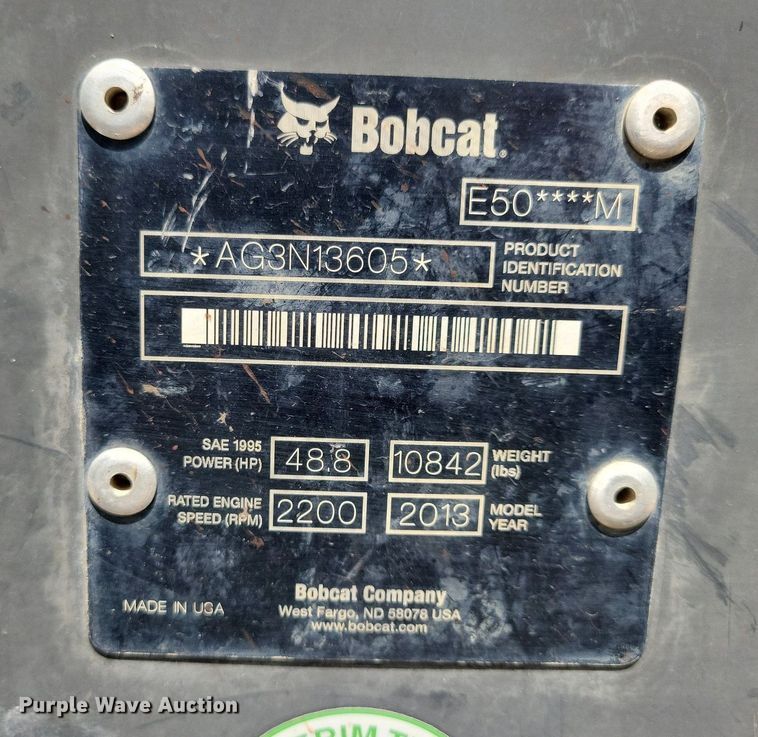 Bobcat®
E50****M
*AG3N13605*
PRODUCT
IDENTIFICATION
NUMBER
SAE 1995
POWER (HP)
48.8
10842
WEIGHT
(lbs)
RATED ENGINE
SPEED (RPM)
2200
2013
MODEL
YEAR
Bobcat Company
West Fargo, ND 58078 USA
www.bobcat.com
MADE IN USA
Purple Wave Auction